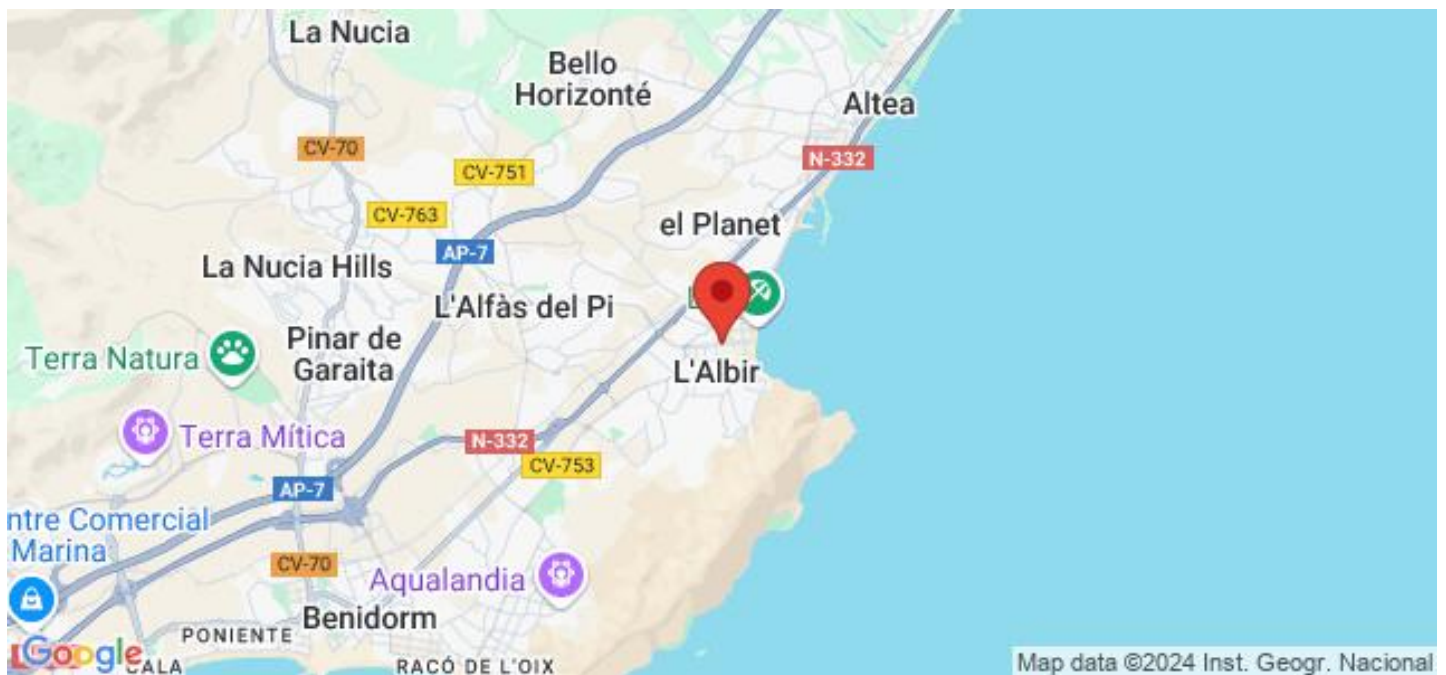 La Nucia
Bello
Horizonté
Altea
CV-70
N-332
CV-751
CV-763
el Planet
AP-7
La Nucia Hills
L'Alfàs del Pi
Terra Natura
Pinar de
Garaita
L'Albir
Terra Mítica
N-332
CV-753
AP-7
ntre Comercial
Marina
CV-70
Aqualandia
Benidorm
PONIENTE
Google
CALA
RACÓ DE L'OIX
Map data ©2024 Inst. Geogr. Nacional